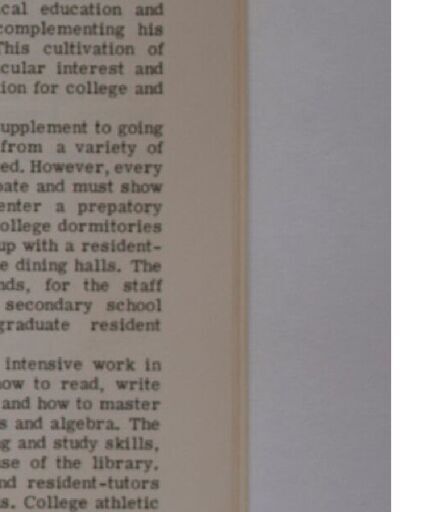 cal education and
complementing his
This cultivation of
cular interest and
ion for college and
upplement to going
from a variety of
ed. However, every
pate and must show
enter a prepatory
ollege dormitories
up with a resident-
e dining halls. The
nds, for the staff
secondary school
graduate resident
intensive work in
how to read, write
and how to master
s and algebra. The
g and study skills,
se of the library.
nd resident-tutors
s. College athletic